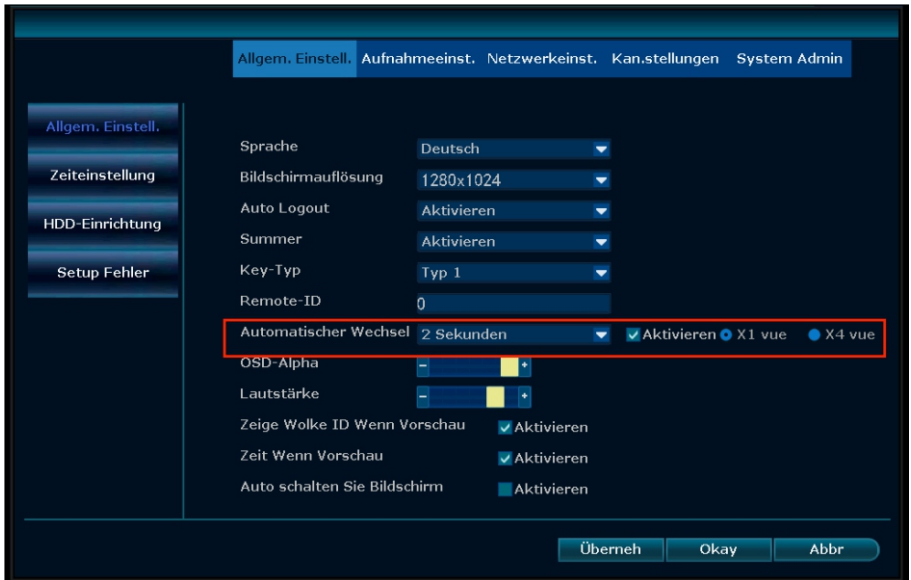 Allgem. Einstell. Aufnahmeeinst. Netzwerkeinst. Kan.stellungen System Admin
Allgem. Einstell.
Zeiteinstellung
HDD-Einrichtung
Setup Fehler
Sprache Deutsch
Bildschirmauflösung 1280x1024
Auto Logout Aktivieren
Summer Aktivieren
Key-Typ Typ 1
Remote-ID 0
Automatischer Wechsel 2 Sekunden Aktivieren X1 vue X4 vue
OSD-Alpha - +
Lautstärke - +
Zeige Wolke ID Wenn Vorschau Aktivieren
Zeit Wenn Vorschau Aktivieren
Auto schalten Sie Bildschirm Aktivieren
Überneh Okay Abbr